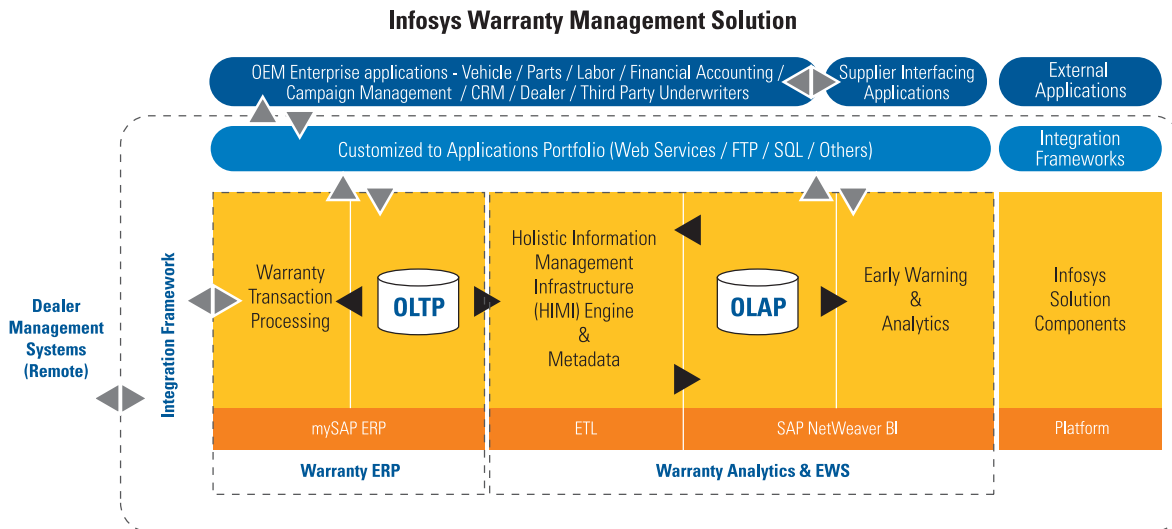 Infosys Warranty Management Solution
OEM Enterprise applications - Vehicle / Parts / Labor / Financial Accounting /
Campaign Management / CRM / Dealer / Third Party Underwriters
Supplier Interfacing
Applications
External
Applications
Customized to Applications Portfolio (Web Services / FTP / SQL / Others)
Integration
Frameworks
Dealer
Management
Systems
(Remote)
Integration Framework
Warranty
Transaction
Processing
OLTP
Holistic Information
Management
Infrastructure
(HIMI) Engine
&
Metadata
OLAP
Early Warning
&
Analytics
Infosys
Solution
Components
mySAP ERP
ETL
SAP NetWeaver BI
Platform
Warranty ERP
Warranty Analytics & EWS